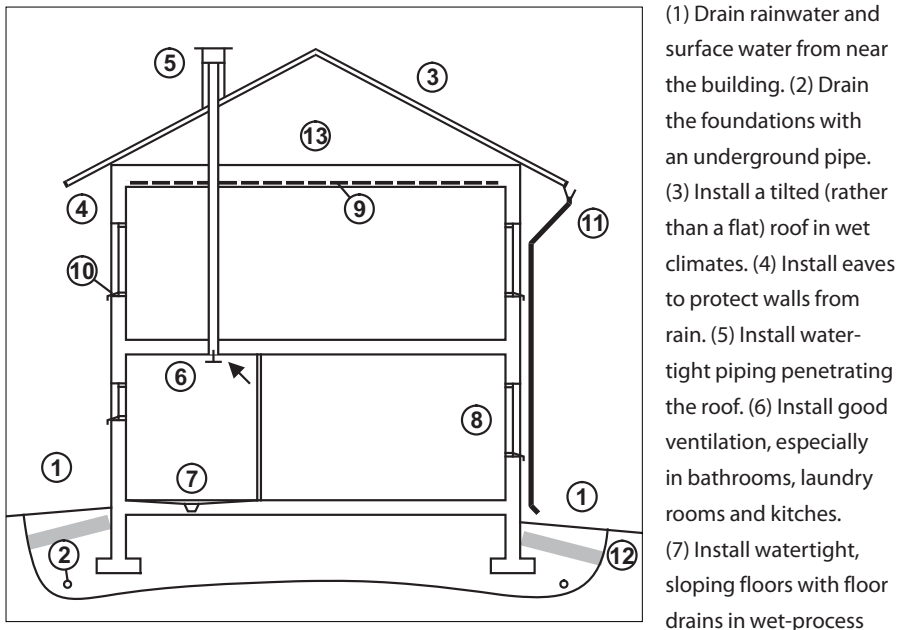 5
3
13
4
9
11
10
6
8
7
1
1
2
12
(1) Drain rainwater and
surface water from near
the building. (2) Drain
the foundations with
an underground pipe.
(3) Install a tilted (rather
than a flat) roof in wet
climates. (4) Install eaves
to protect walls from
rain. (5) Install water-
tight piping penetrating
the roof. (6) Install good
ventilation, especially
in bathrooms, laundry
rooms and kitches.
(7) Install watertight,
sloping floors with floor
drains in wet-process